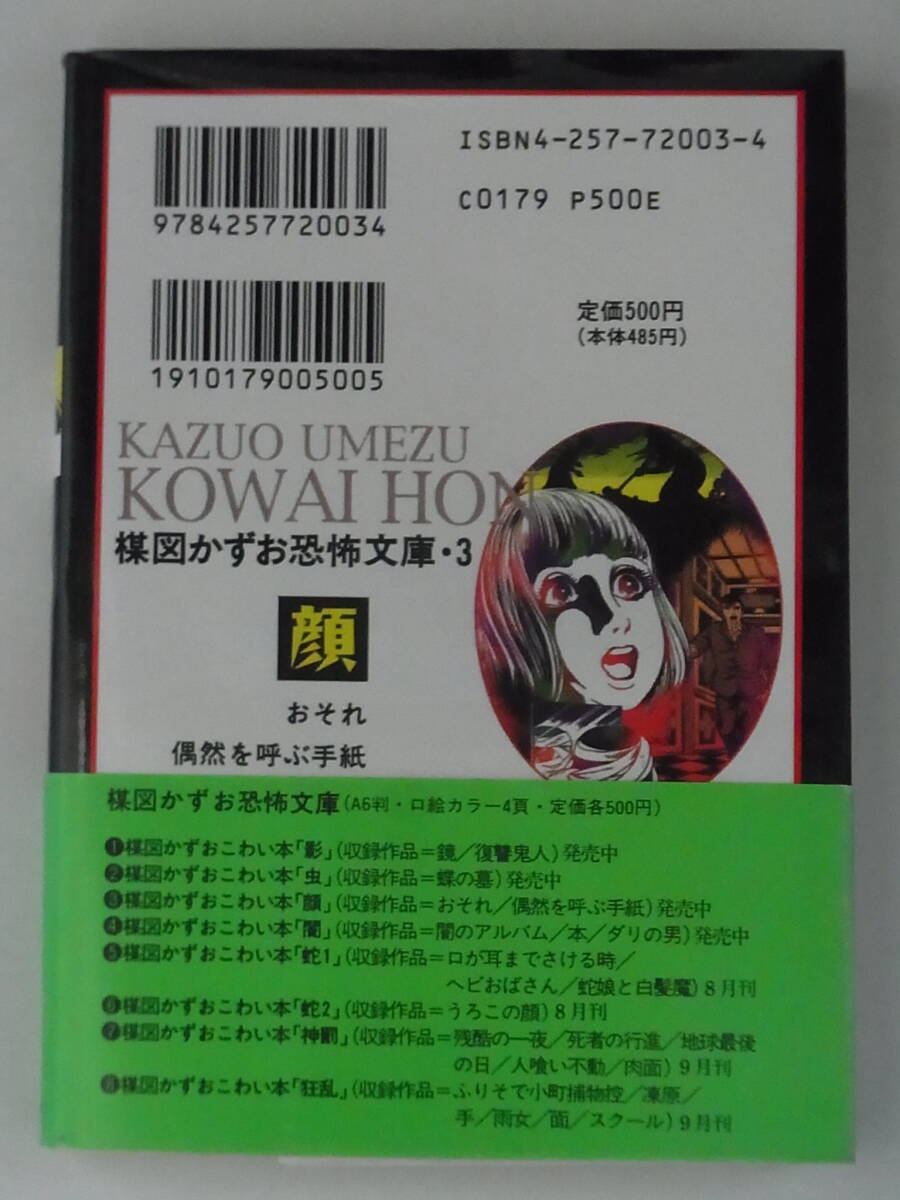 ISBN4-257-72003-4
9784257720034
C0179 P500E
定価500円
(本体485円)
1910179005005
KAZUO UMEZU
KOWAI HON
楳図かずお恐怖文庫・3
顔
おそれ
偶然を呼ぶ手紙
楳図かずお恐怖文庫(A6判・口絵カラー4頁・定価各500円)
❶楳図かずおこわい本「影」(収録作品=鏡/復讐鬼人)発売中
❷楳図かずおこわい本「虫」(収録作品=蝶の墓)発売中
❸楳図かずおこわい本「顔」(収録作品=おそれ/偶然を呼ぶ手紙)発売中
❹楳図かずおこわい本「闇」(収録作品=闇のアルバム/本/ダリの男)発売中
❺楳図かずおこわい本「蛇1」(収録作品=口が耳までさける時/
ヘビおばさん/蛇娘と白髪魔)8月刊
❻楳図かずおこわい本「蛇2」(収録作品=うろこの顔)8月刊
❼楳図かずおこわい本「神罰」(収録作品=残酷の一夜/死者の行進/地球最後
の日/人喰い不動/肉面)9月刊
❽楳図かずおこわい本「狂乱」(収録作品=ふりそで小町捕物控/凍原/
手/雨女/面/スクール)9月刊